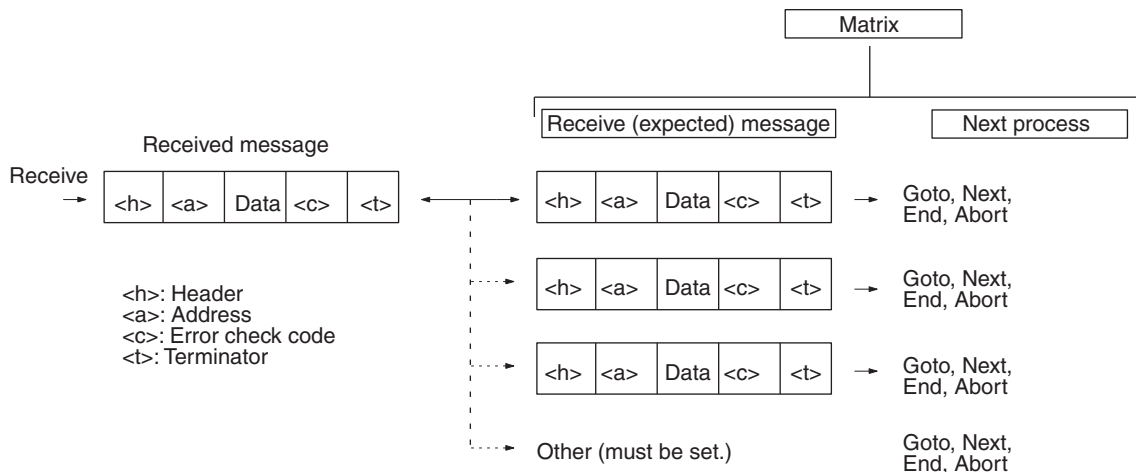 Matrix
Receive (expected) message
Next process
Received message
Receive
<h> <a> Data <c> <t>
<h> <a> Data <c> <t>
Goto, Next,
End, Abort
<h>: Header
<a>: Address
<c>: Error check code
<t>: Terminator
<h> <a> Data <c> <t>
Goto, Next,
End, Abort
<h> <a> Data <c> <t>
Goto, Next,
End, Abort
Other (must be set.)
Goto, Next,
End, Abort